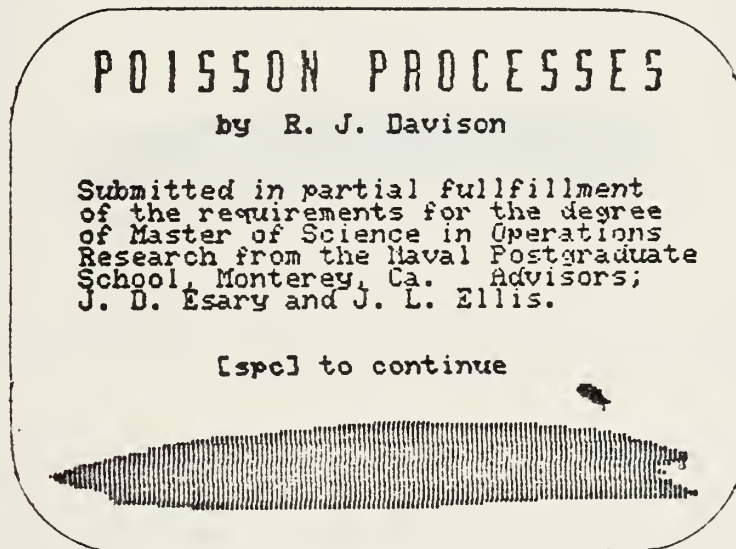 POISSON PROCESSES
by R. J. Davison
Submitted in partial fullfillment
of the requirements for the degree
of Master of Science in Operations
Research from the Naval Postgraduate
School, Monterey, Ca. Advisors;
J. D. Esary and J. L. Ellis.
[spc] to continue